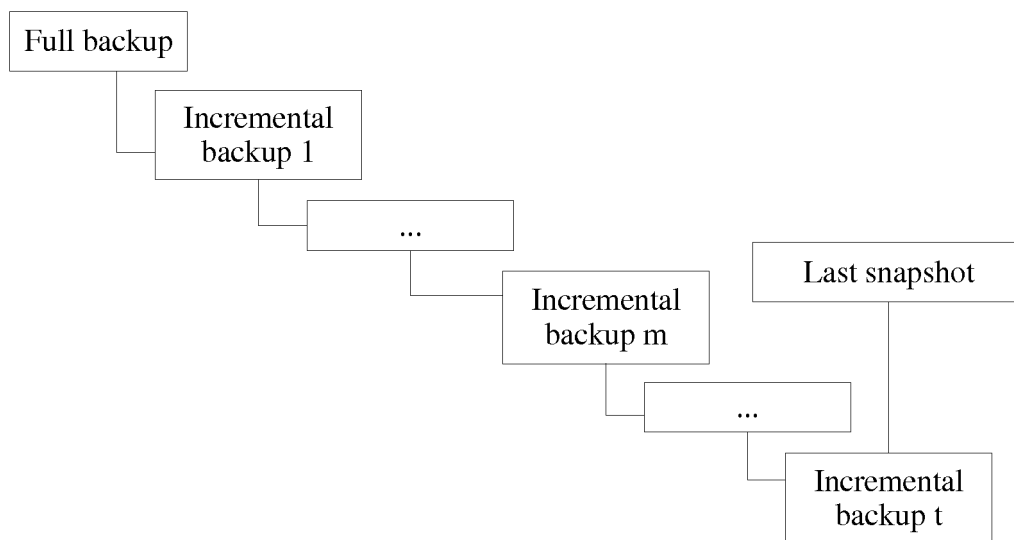 Full backup
Incremental
backup 1
...
Incremental
backup m
Last snapshot
...
Incremental
backup t